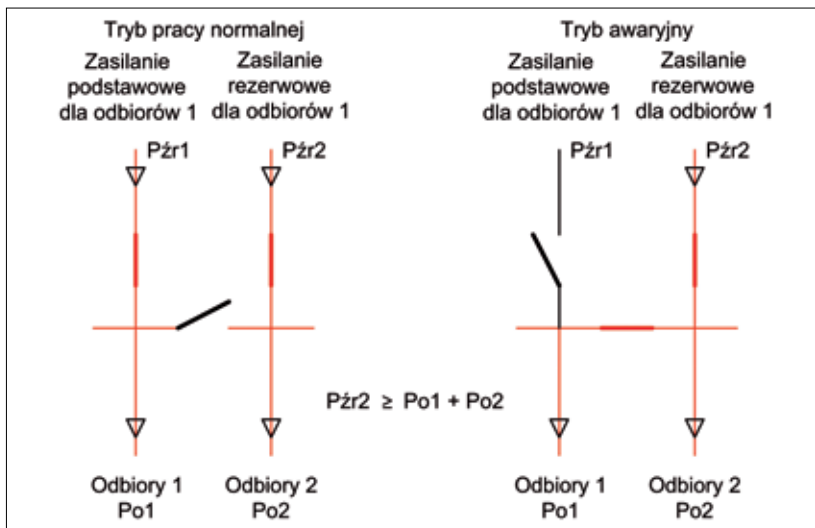 Tryb pracy normalnej
Zasilanie
podstawowe
dla odbiorów 1
Zasilanie
rezerwowe
dla odbiorów 1
Pźr1
Pźr2
Odbiory 1
Po1
Odbiory 2
Po2
Pźr2 ≥ Po1 + Po2
Tryb awaryjny
Zasilanie
podstawowe
dla odbiorów 1
Zasilanie
rezerwowe
dla odbiorów 1
Pźr1
Pźr2
Odbiory 1
Po1
Odbiory 2
Po2